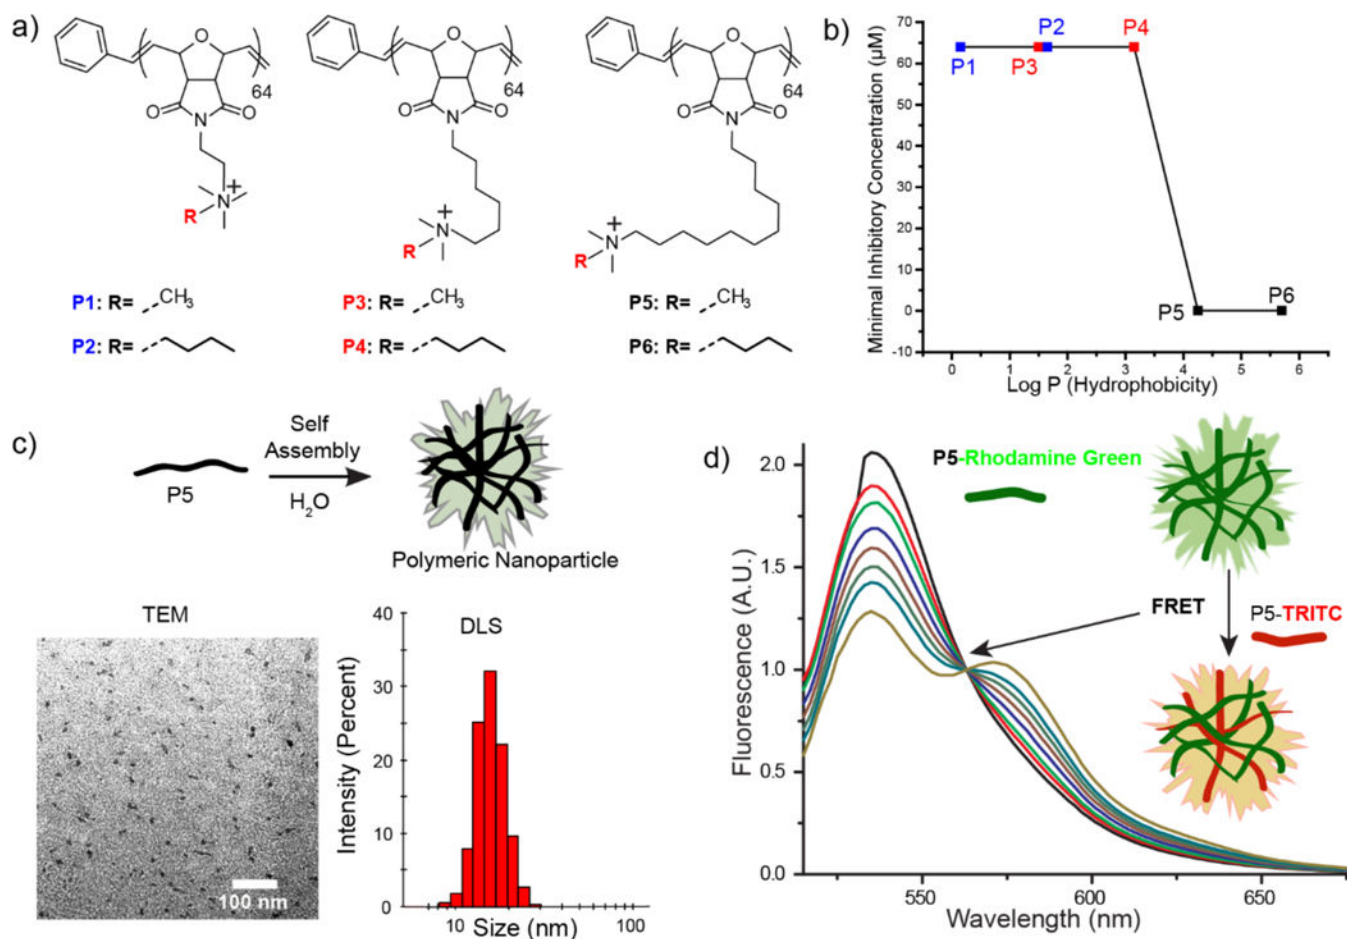 a)
O
64
O
N
O
N
+
R
P1: R=
CH₃
P2: R=
O
64
O
N
O
+
N
R
P3: R=
CH₃
P4: R=
O
64
O
N
O
+
N
R
P5: R=
CH₃
P6: R=
b)
Minimal Inhibitory Concentration (µM)
70
60
50
40
30
20
10
0
-10
P1
P3
P2
P4
P5
P6
0 1 2 3 4 5 6
Log P (Hydrophobicity)
c)
P5
Self
Assembly
H₂O
Polymeric Nanoparticle
TEM
100 nm
DLS
Intensity (Percent)
40
30
20
10
0
10 100
Size (nm)
d)
Fluorescence (A.U.)
2.0
1.5
1.0
0.5
0.0
550 600 650
Wavelength (nm)
P5-Rhodamine Green
FRET
P5-TRITC